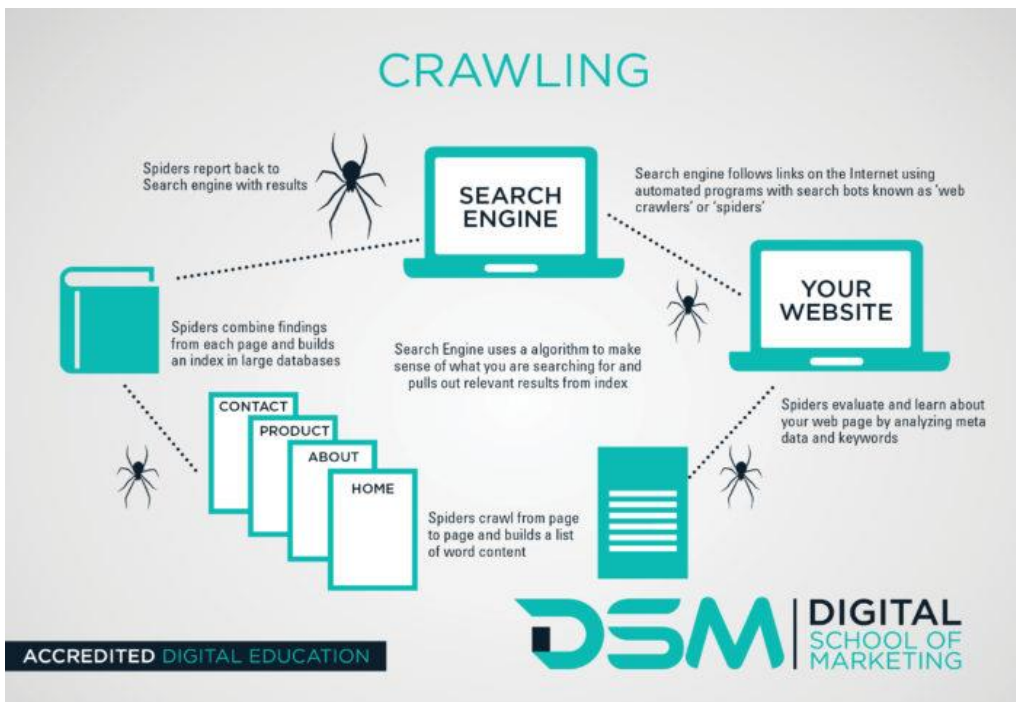 CRAWLING
Spiders report back to
Search engine with results
SEARCH
ENGINE
Search engine follows links on the Internet using
automated programs with search bots known as ‘web
crawlers’ or ‘spiders’
YOUR
WEBSITE
Spiders combine findings
from each page and builds
an index in large databases
Search Engine uses a algorithm to make
sense of what you are searching for and
pulls out relevant results from index
Spiders evaluate and learn about
your web page by analyzing meta
data and keywords
CONTACT
PRODUCT
ABOUT
HOME
Spiders crawl from page
to page and builds a list
of word content
ACCREDITED DIGITAL EDUCATION
DSM
DIGITAL
SCHOOL OF
MARKETING